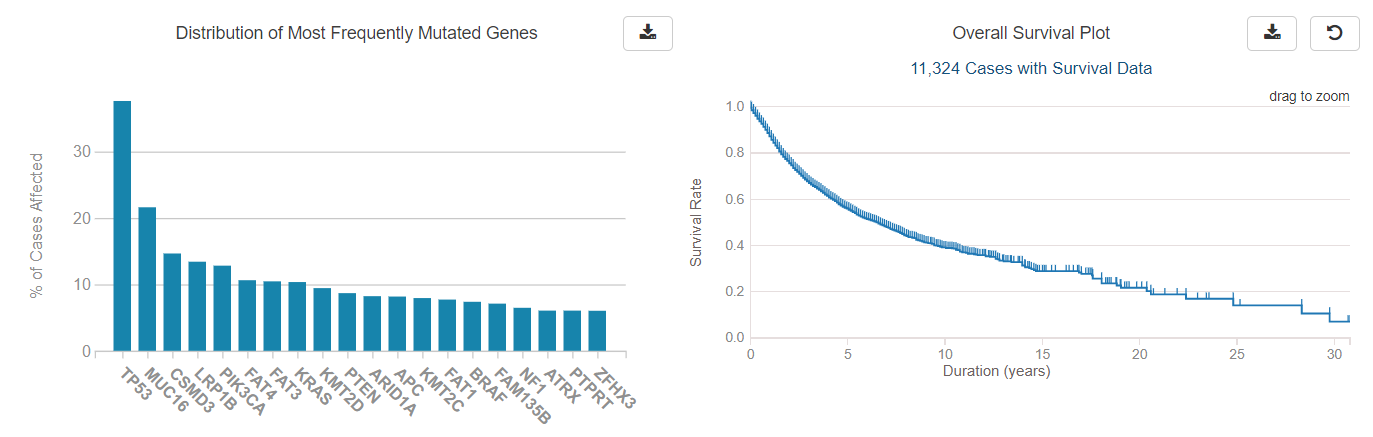 Distribution of Most Frequently Mutated Genes
% of Cases Affected
30
20
10
0
TP53
MUC16
CSMD3
LRP1B
PIK3CA
FAT4
FAT3
KRAS
KMT2D
PTEN
ARID1A
APC
KMT2C
FAT1
BRAF
FAM135B
NF1
ATRX
PTPRT
ZFHX3
Overall Survival Plot
11,324 Cases with Survival Data
drag to zoom
Survival Rate
1.0
0.8
0.6
0.4
0.2
0.0
0 5 10 15 20 25 30
Duration (years)